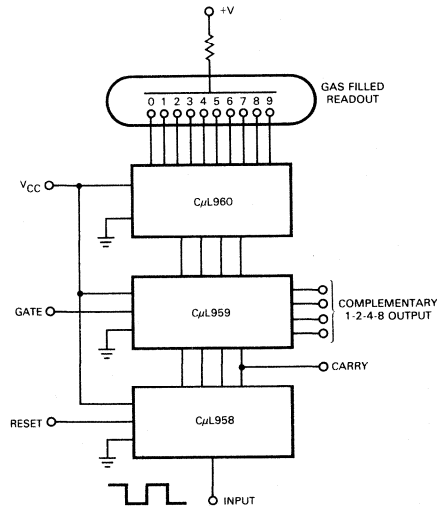 +V
GAS FILLED
READOUT
0 1 2 3 4 5 6 7 8 9
VCC
CμL960
GATE
CμL959
COMPLEMENTARY
1-2-4-8 OUTPUT
CARRY
RESET
CμL958
INPUT